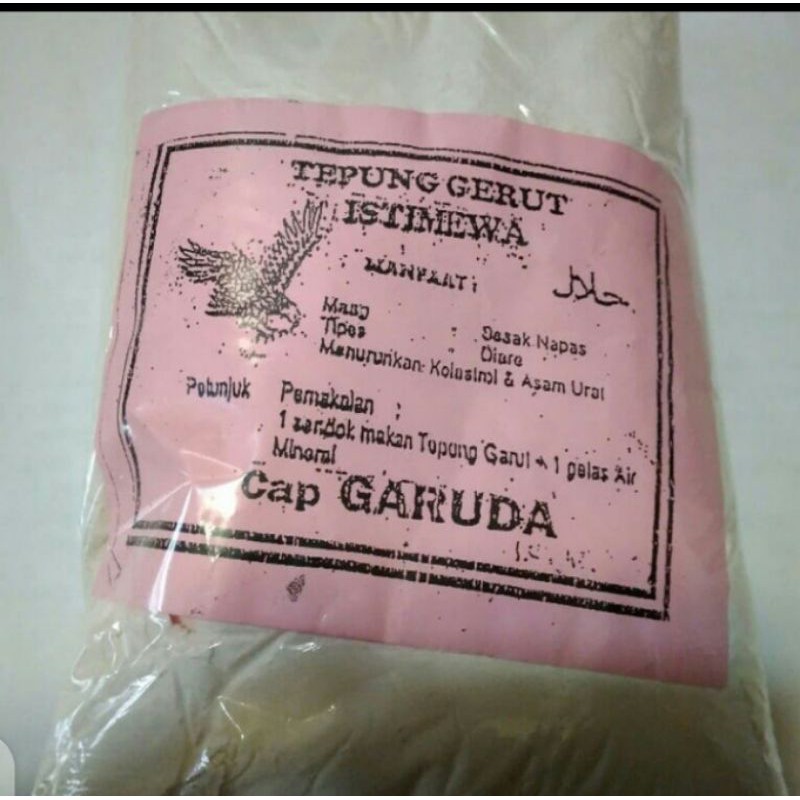 TEPUNG GERUT
ISTIMEWA
MANFAAT:
حلال
Maag
Tipes - Sesak Napas
- Diare
Menurunkan Kolastrol & Asam Urat
Petunjuk Pemakaian :
1 sendok makan Tepung Garut + 1 gelas Air
Mineral
Cap GARUDA